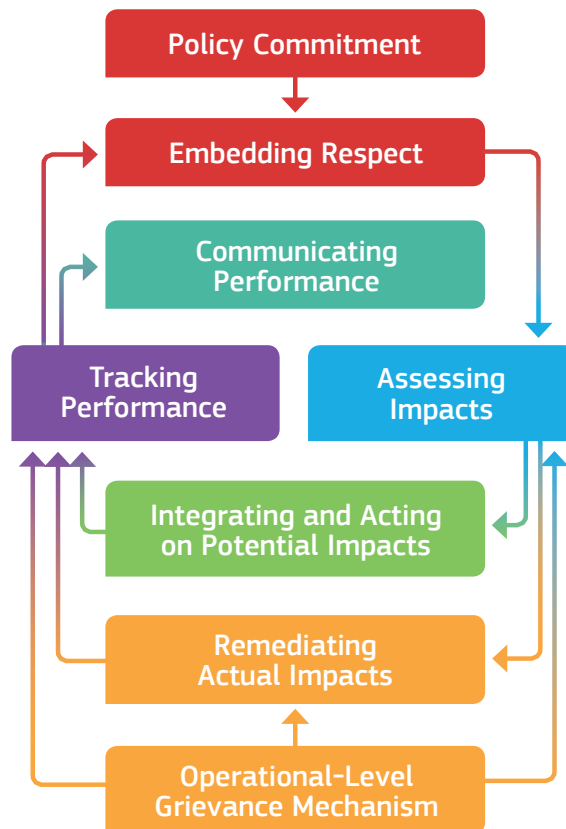 Policy Commitment
Embedding Respect
Communicating
Performance
Tracking
Performance
Assessing
Impacts
Integrating and Acting
on Potential Impacts
Remediating
Actual Impacts
Operational-Level
Grievance Mechanism